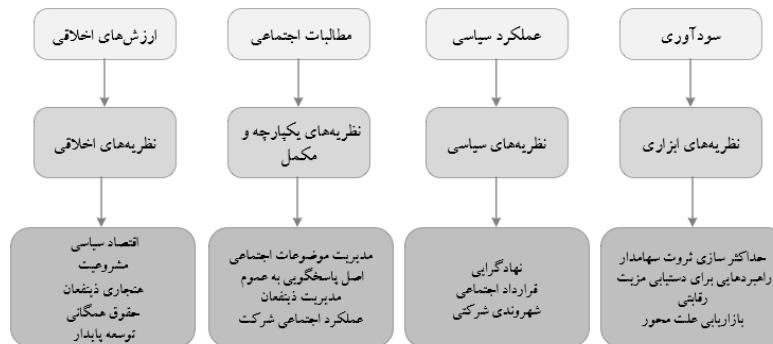 سودآوری
عملکرد سیاسی
مطالبات اجتماعی
ارزش‌های اخلاقی
نظریه‌های ابزاری
نظریه‌های سیاسی
نظریه‌های یکپارچه و
مکمل
نظریه‌های اخلاقی
حداکثر سازی ثروت سهامدار
راهبردهایی برای دستیابی مزیت
رقابتی
بازاریابی علت محور
نهادگرایی
قرارداد اجتماعی
شهروندی شرکتی
مدیریت موضوعات اجتماعی
اصل پاسخگویی به عموم
مدیریت ذینفعان
عملکرد اجتماعی شرکت
اقتصاد سیاسی
مشروعیت
هنجاری ذینفعان
حقوق همگانی
توسعه پایدار